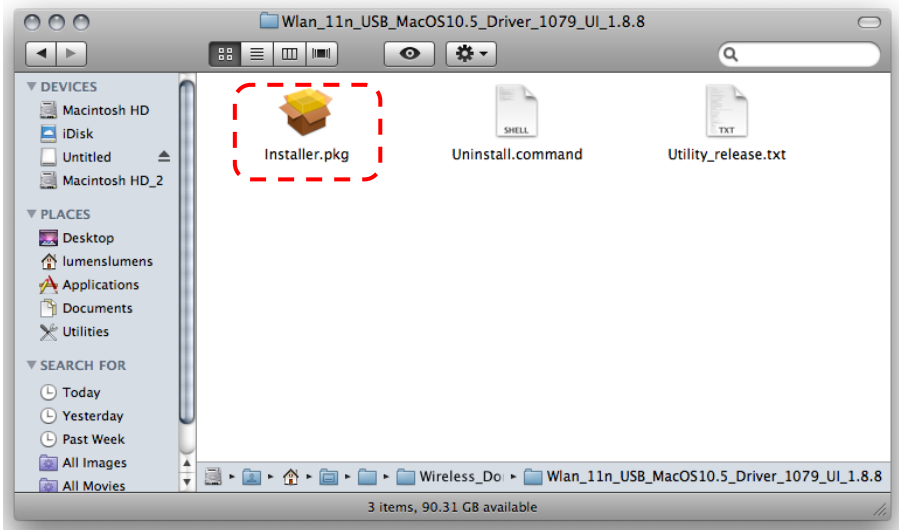 Wlan_11n_USB_MacOS10.5_Driver_1079_UI_1.8.8
DEVICES
Macintosh HD
iDisk
Untitled
Macintosh HD_2
PLACES
Desktop
lumenslumens
Applications
Documents
Utilities
SEARCH FOR
Today
Yesterday
Past Week
All Images
All Movies
Installer.pkg
SHELL
Uninstall.command
TXT
Utility_release.txt
Wireless_Do Wlan_11n_USB_MacOS10.5_Driver_1079_UI_1.8.8
3 items, 90.31 GB available